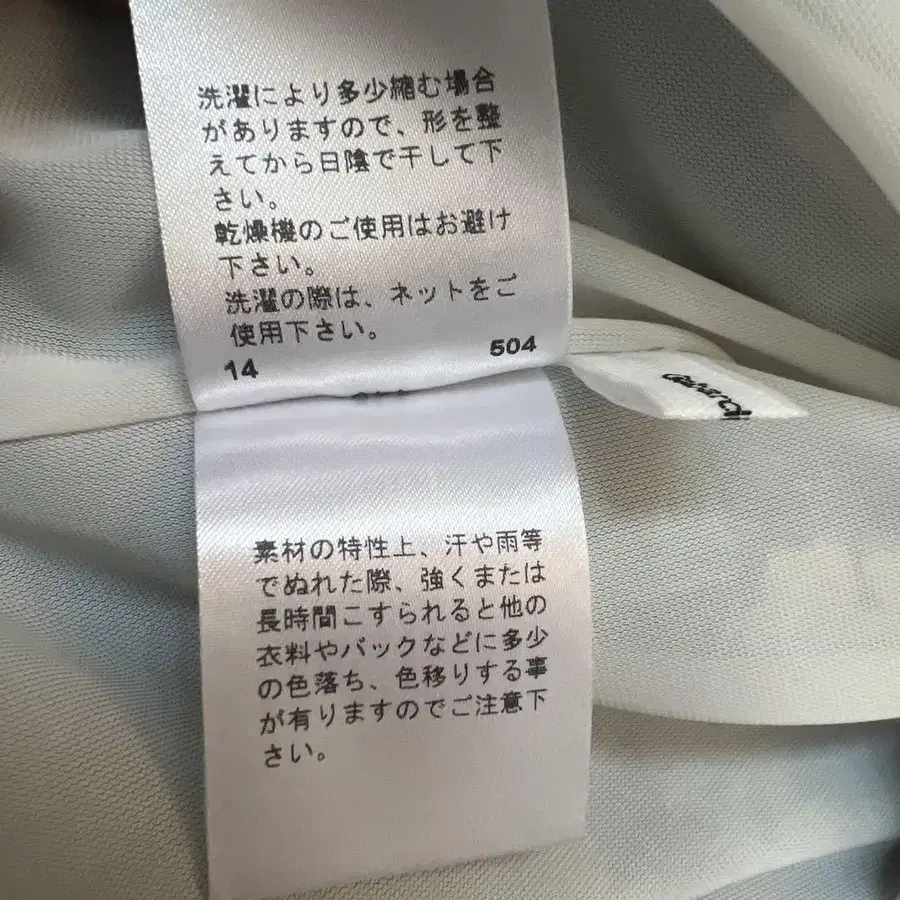 洗濯により多少縮む場合
がありますので、形を整
えてから日陰で干して下
さい。
乾燥機のご使用はお避け
下さい。
洗濯の際は、ネットをご
使用下さい。
14 504
素材の特性上、汗や雨等
でぬれた際、強くまたは
長時間こすられると他の
衣料やバックなどに多少
の色落ち、色移りする事
が有りますのでご注意下
さい。